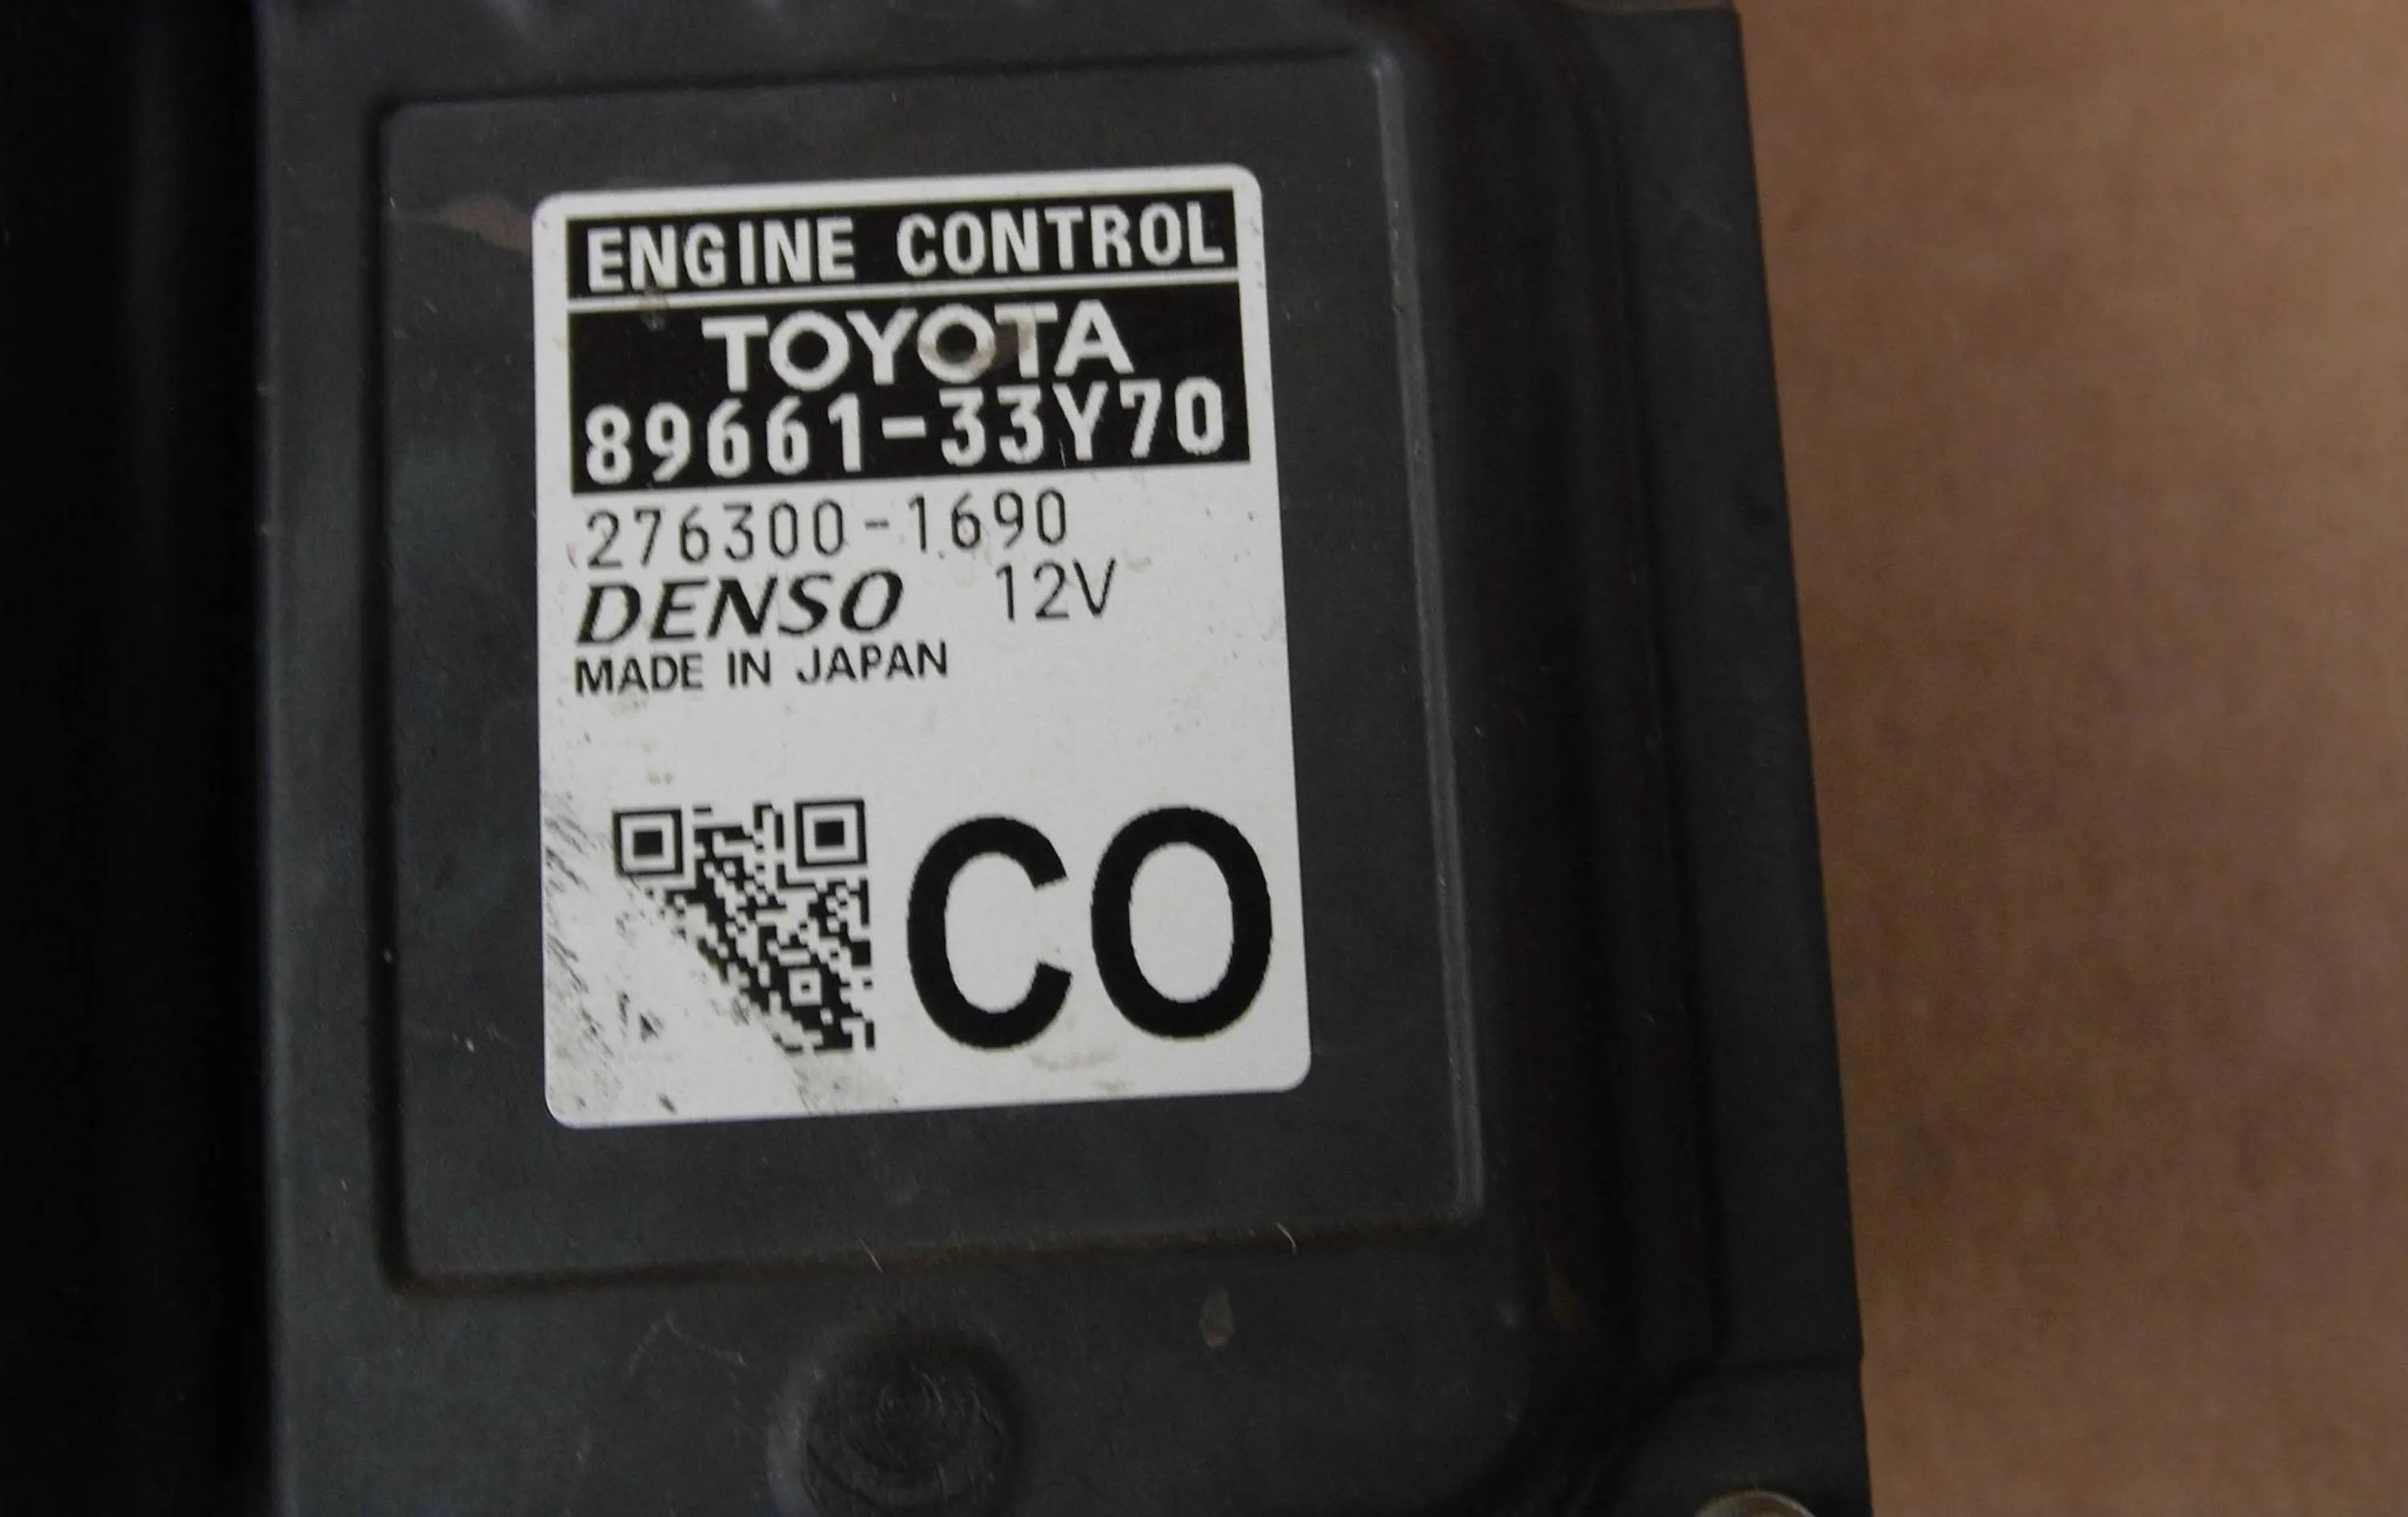 ENGINE CONTROL
TOYOTA
89661-33Y70
276300-1690
DENSO 12V
MADE IN JAPAN
CO